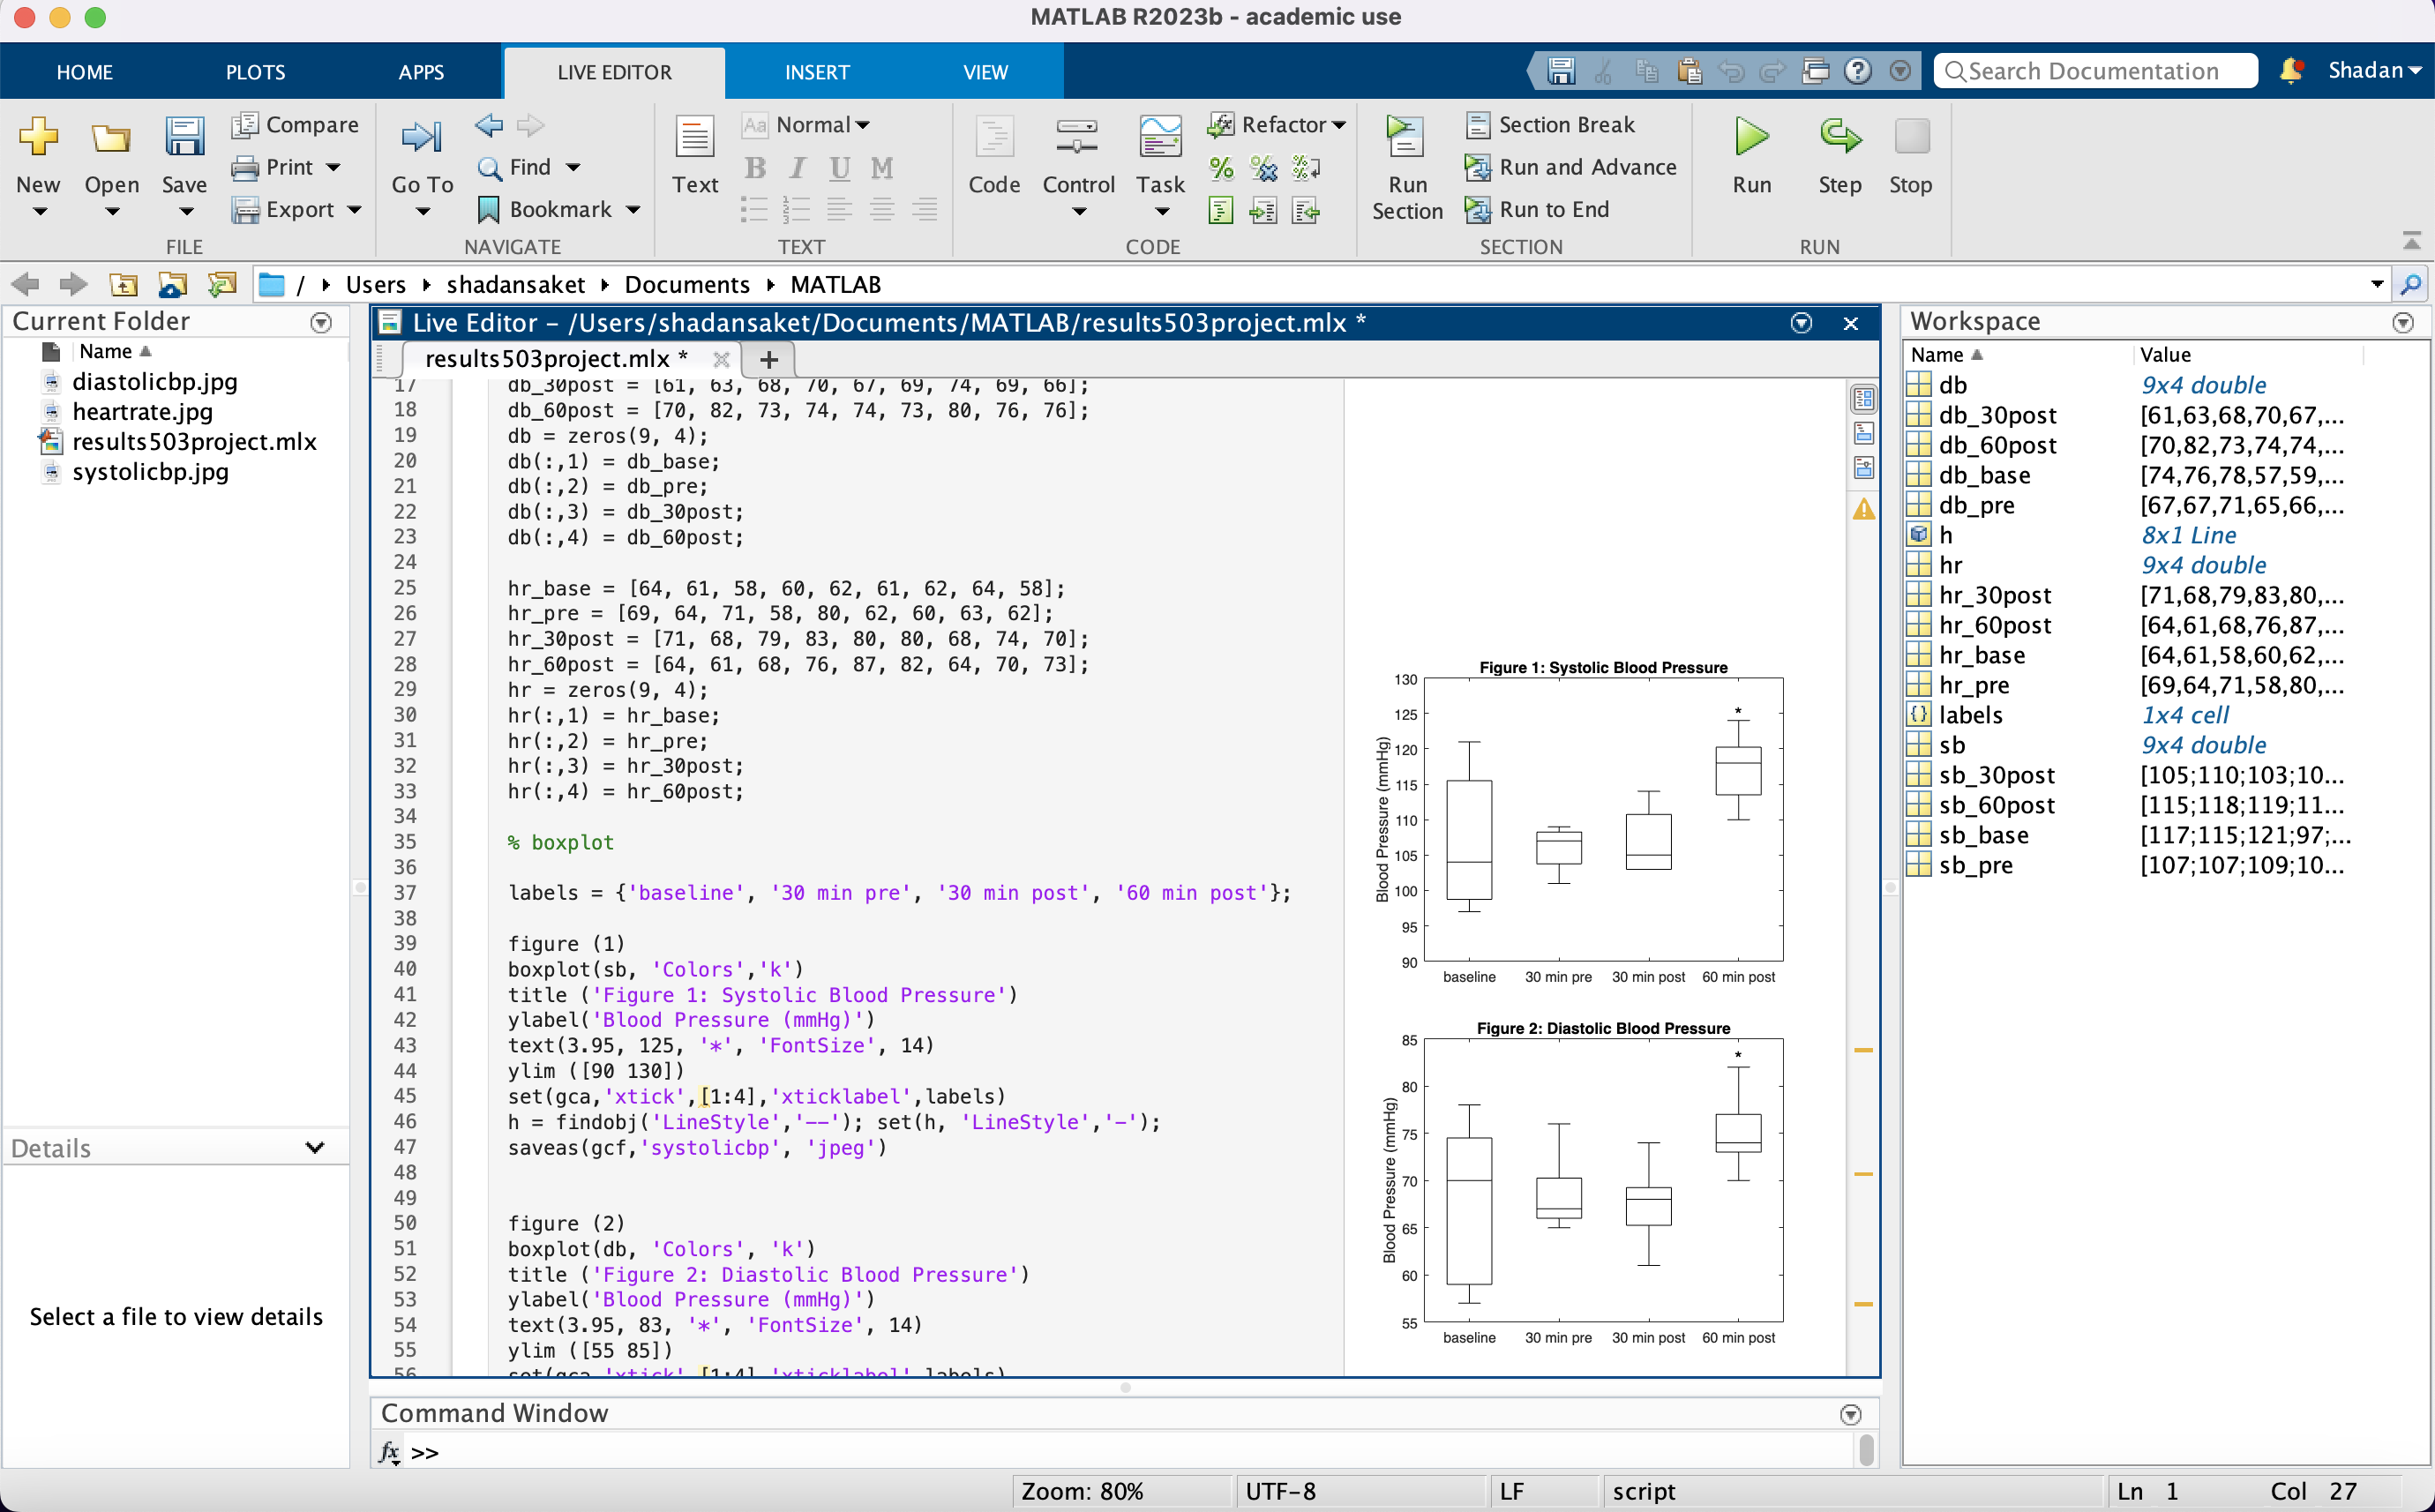 MATLAB R2023b - academic use
HOME PLOTS APPS LIVE EDITOR INSERT VIEW Search Documentation Shadan
New Open Save Compare Print Export FILE
Go To Find Bookmark NAVIGATE
Text Aa Normal B I U M TEXT
Code Control Task Refactor CODE
Run Section Section Break Run and Advance Run to End SECTION
Run Step Stop RUN
/ Users shadansaket Documents MATLAB
Current Folder
Name
diastolicbp.jpg
heartrate.jpg
results503project.mlx
systolicbp.jpg
Details
Select a file to view details
Live Editor – /Users/shadansaket/Documents/MATLAB/results503project.mlx *
results503project.mlx *
17 db_30post = [61, 63, 68, 70, 67, 69, 74, 69, 66];
18 db_60post = [70, 82, 73, 74, 74, 73, 80, 76, 76];
19 db = zeros(9, 4);
20 db(:,1) = db_base;
21 db(:,2) = db_pre;
22 db(:,3) = db_30post;
23 db(:,4) = db_60post;
24
25 hr_base = [64, 61, 58, 60, 62, 61, 62, 64, 58];
26 hr_pre = [69, 64, 71, 58, 80, 62, 60, 63, 62];
27 hr_30post = [71, 68, 79, 83, 80, 80, 68, 74, 70];
28 hr_60post = [64, 61, 68, 76, 87, 82, 64, 70, 73];
29 hr = zeros(9, 4);
30 hr(:,1) = hr_base;
31 hr(:,2) = hr_pre;
32 hr(:,3) = hr_30post;
33 hr(:,4) = hr_60post;
34
35 % boxplot
36
37 labels = {'baseline', '30 min pre', '30 min post', '60 min post'};
38
39 figure (1)
40 boxplot(sb, 'Colors','k')
41 title ('Figure 1: Systolic Blood Pressure')
42 ylabel('Blood Pressure (mmHg)')
43 text(3.95, 125, '*', 'FontSize', 14)
44 ylim ([90 130])
45 set(gca,'xtick',[1:4],'xticklabel',labels)
46 h = findobj('LineStyle','--'); set(h, 'LineStyle','-');
47 saveas(gcf,'systolicbp', 'jpeg')
48
49
50 figure (2)
51 boxplot(db, 'Colors', 'k')
52 title ('Figure 2: Diastolic Blood Pressure')
53 ylabel('Blood Pressure (mmHg)')
54 text(3.95, 83, '*', 'FontSize', 14)
55 ylim ([55 85])
56 set(gca,'xtick',[1:4],'xticklabel',labels)
Figure 1: Systolic Blood Pressure
130
125
120
115
110
105
100
95
90
Blood Pressure (mmHg)
*
baseline 30 min pre 30 min post 60 min post
Figure 2: Diastolic Blood Pressure
85
80
75
70
65
60
55
Blood Pressure (mmHg)
*
baseline 30 min pre 30 min post 60 min post
Command Window
fx >>
Workspace
Name Value
db 9x4 double
db_30post [61,63,68,70,67,...
db_60post [70,82,73,74,74,...
db_base [74,76,78,57,59,...
db_pre [67,67,71,65,66,...
h 8x1 Line
hr 9x4 double
hr_30post [71,68,79,83,80,...
hr_60post [64,61,68,76,87,...
hr_base [64,61,58,60,62,...
hr_pre [69,64,71,58,80,...
labels 1x4 cell
sb 9x4 double
sb_30post [105;110;103;10...
sb_60post [115;118;119;11...
sb_base [117;115;121;97;...
sb_pre [107;107;109;10...
Zoom: 80% UTF-8 LF script Ln 1 Col 27